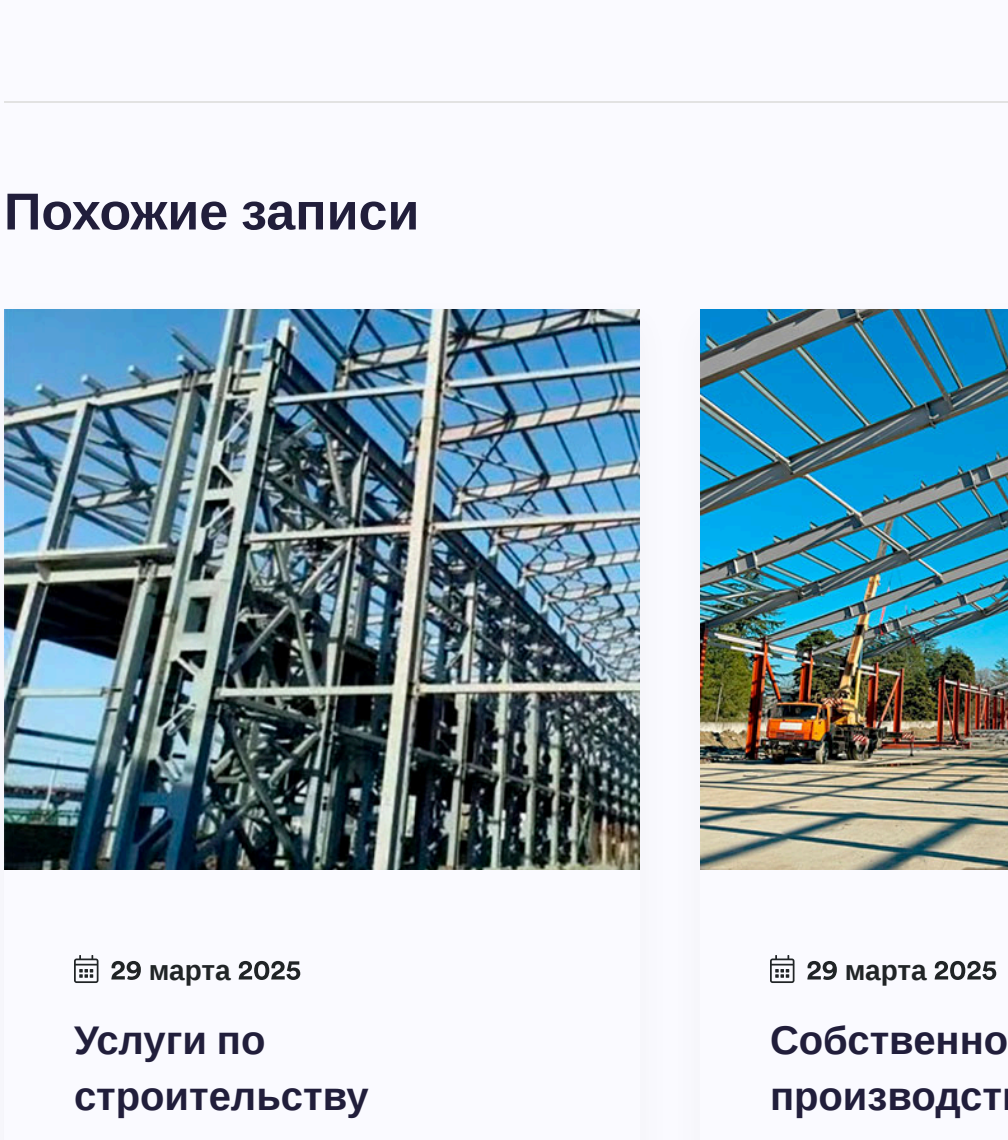 Похожие записи
29 марта 2025
Услуги по
строительству
29 марта 2025